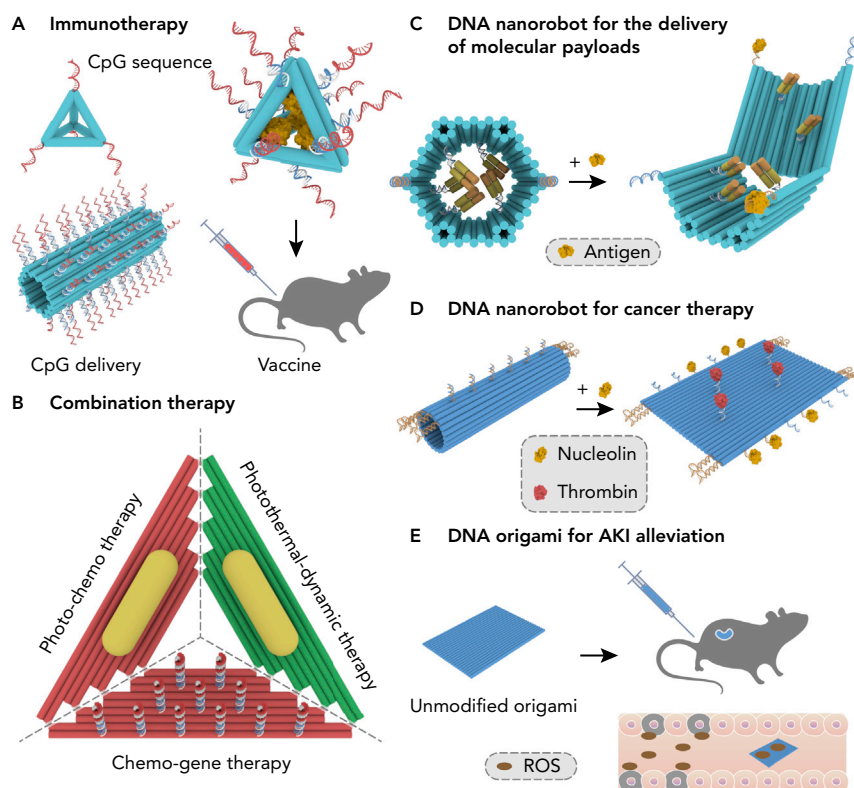 A Immunotherapy
CpG sequence
CpG delivery
Vaccine
B Combination therapy
Photo-chemo therapy
Photothermal-dynamic therapy
Chemo-gene therapy
C DNA nanorobot for the delivery
of molecular payloads
+
Antigen
D DNA nanorobot for cancer therapy
+
Nucleolin
Thrombin
E DNA origami for AKI alleviation
Unmodified origami
ROS